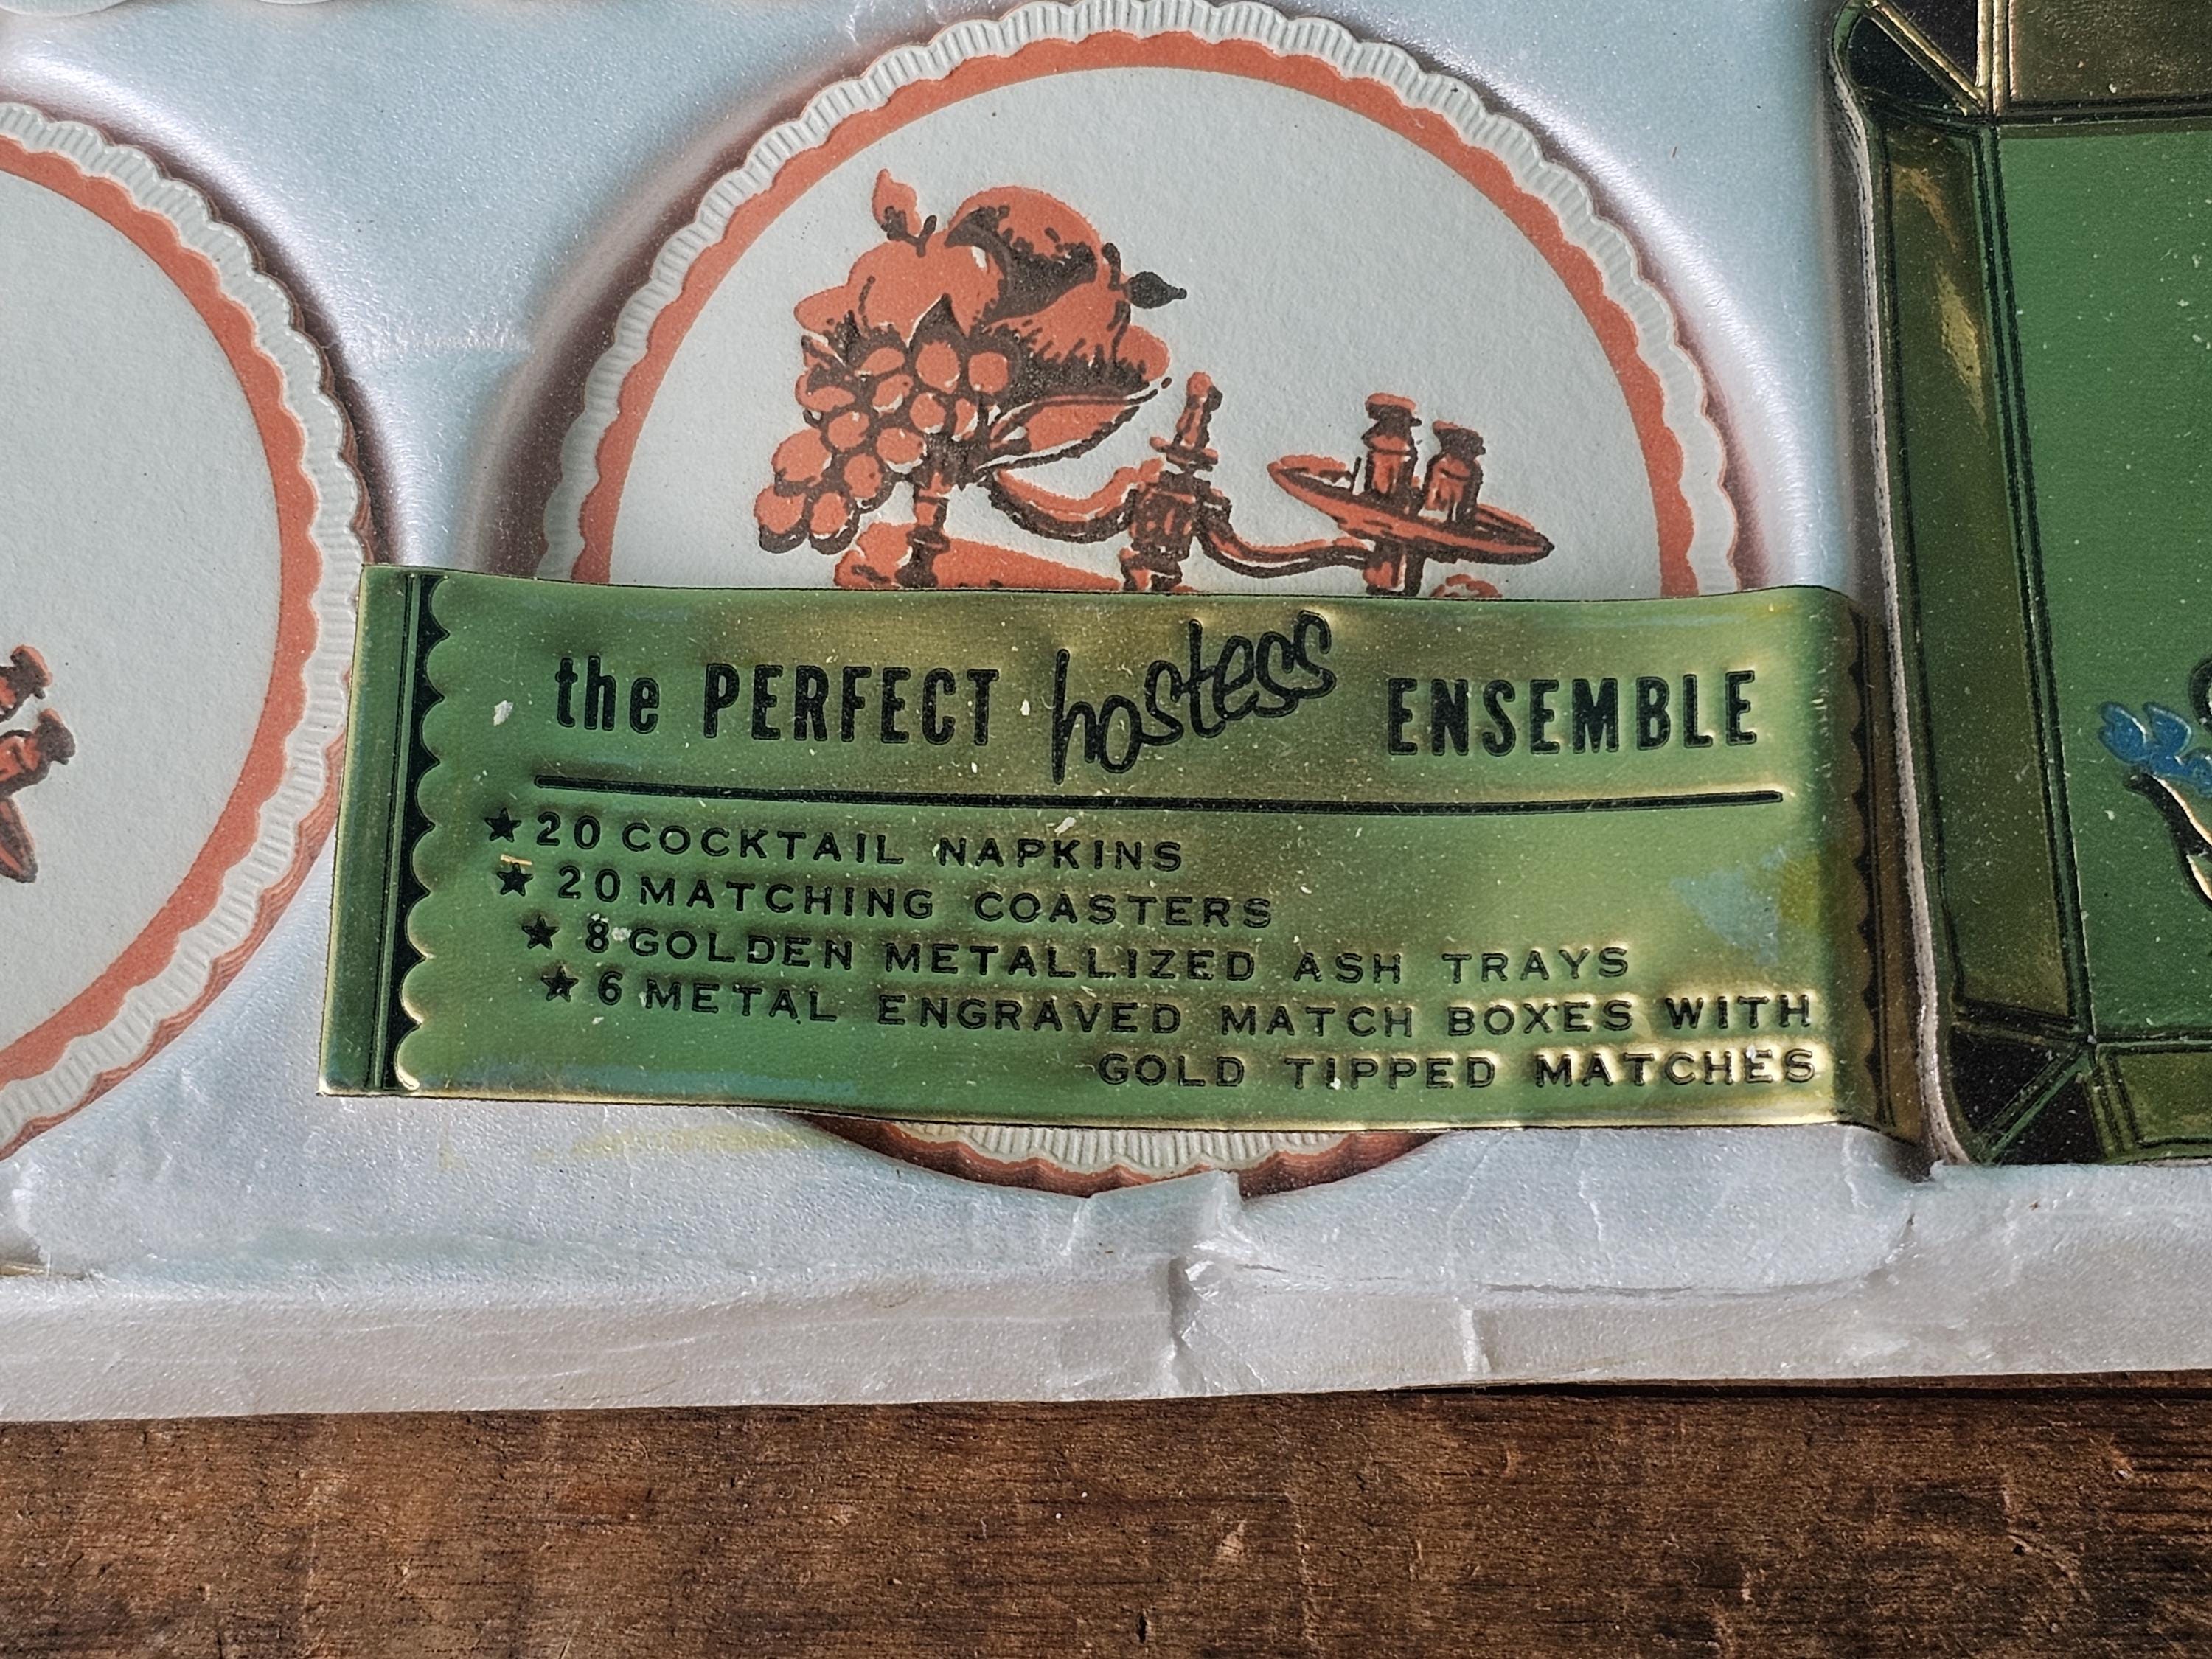 the PERFECT hostess ENSEMBLE
★ 20 COCKTAIL NAPKINS
★ 20 MATCHING COASTERS
★ 8 GOLDEN METALLIZED ASH TRAYS
★ 6 METAL ENGRAVED MATCH BOXES WITH
GOLD TIPPED MATCHES